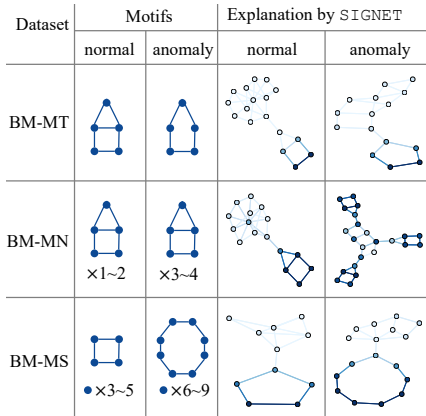 Dataset Motifs Explanation by SIGNET
normal anomaly normal anomaly
BM-MT
BM-MN
×1~2 ×3~4
BM-MS
×3~5 ×6~9